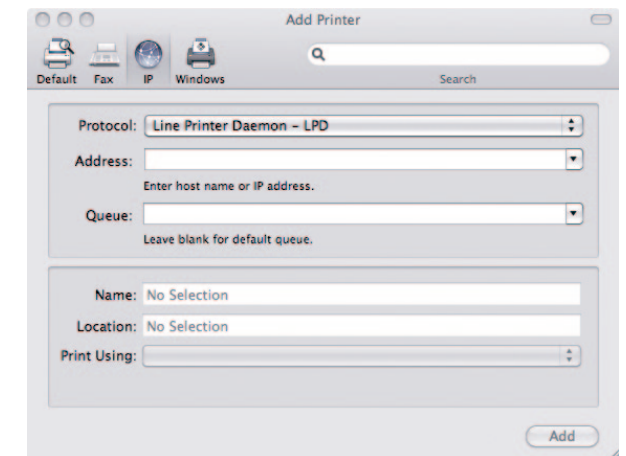 Add Printer
Default Fax IP Windows Search
Protocol: Line Printer Daemon – LPD
Address:
Enter host name or IP address.
Queue:
Leave blank for default queue.
Name: No Selection
Location: No Selection
Print Using:
Add